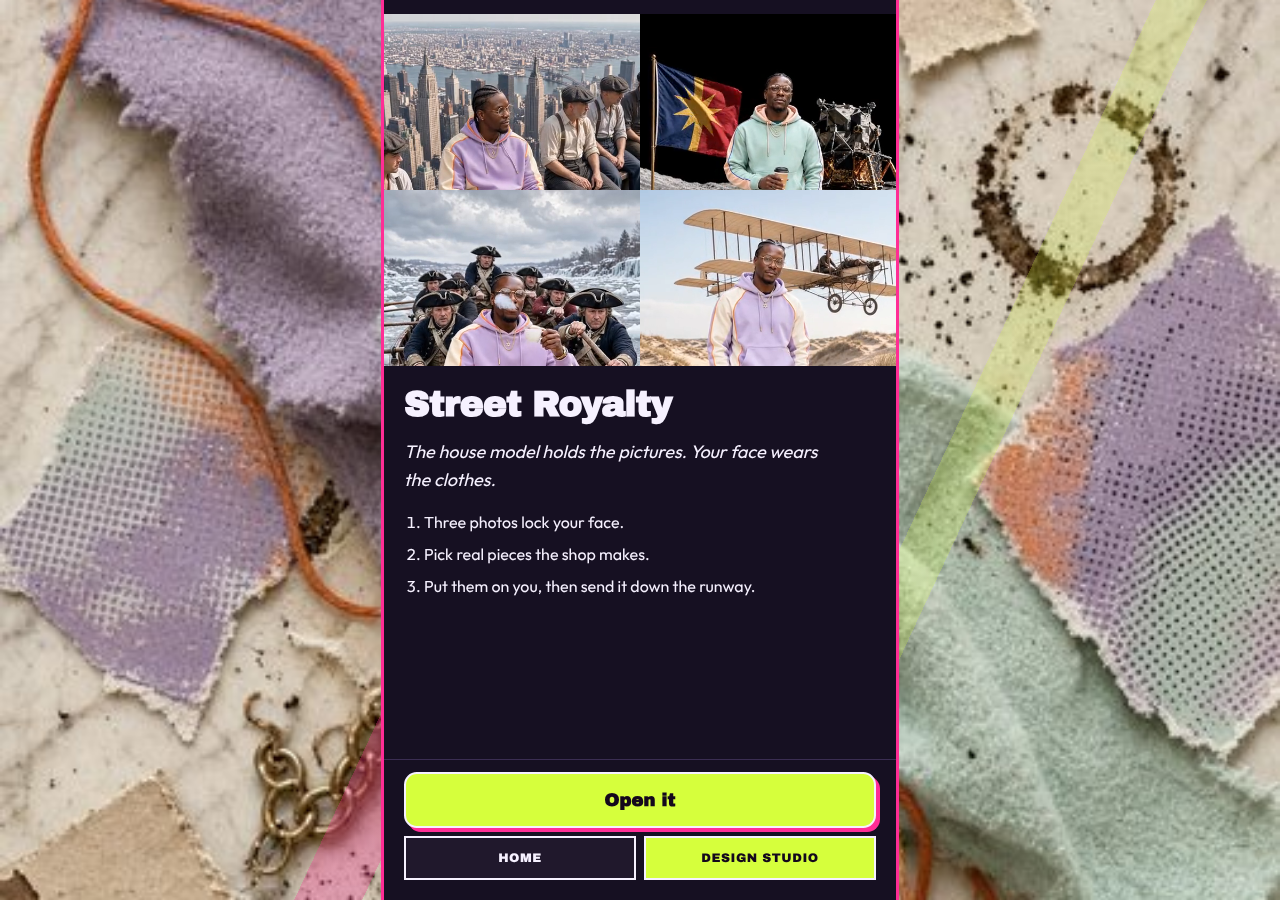 Street Royalty
The house model holds the pictures. Your face wears
the clothes.
1. Three photos lock your face.
2. Pick real pieces the shop makes.
3. Put them on you, then send it down the runway.
Open it
HOME
DESIGN STUDIO